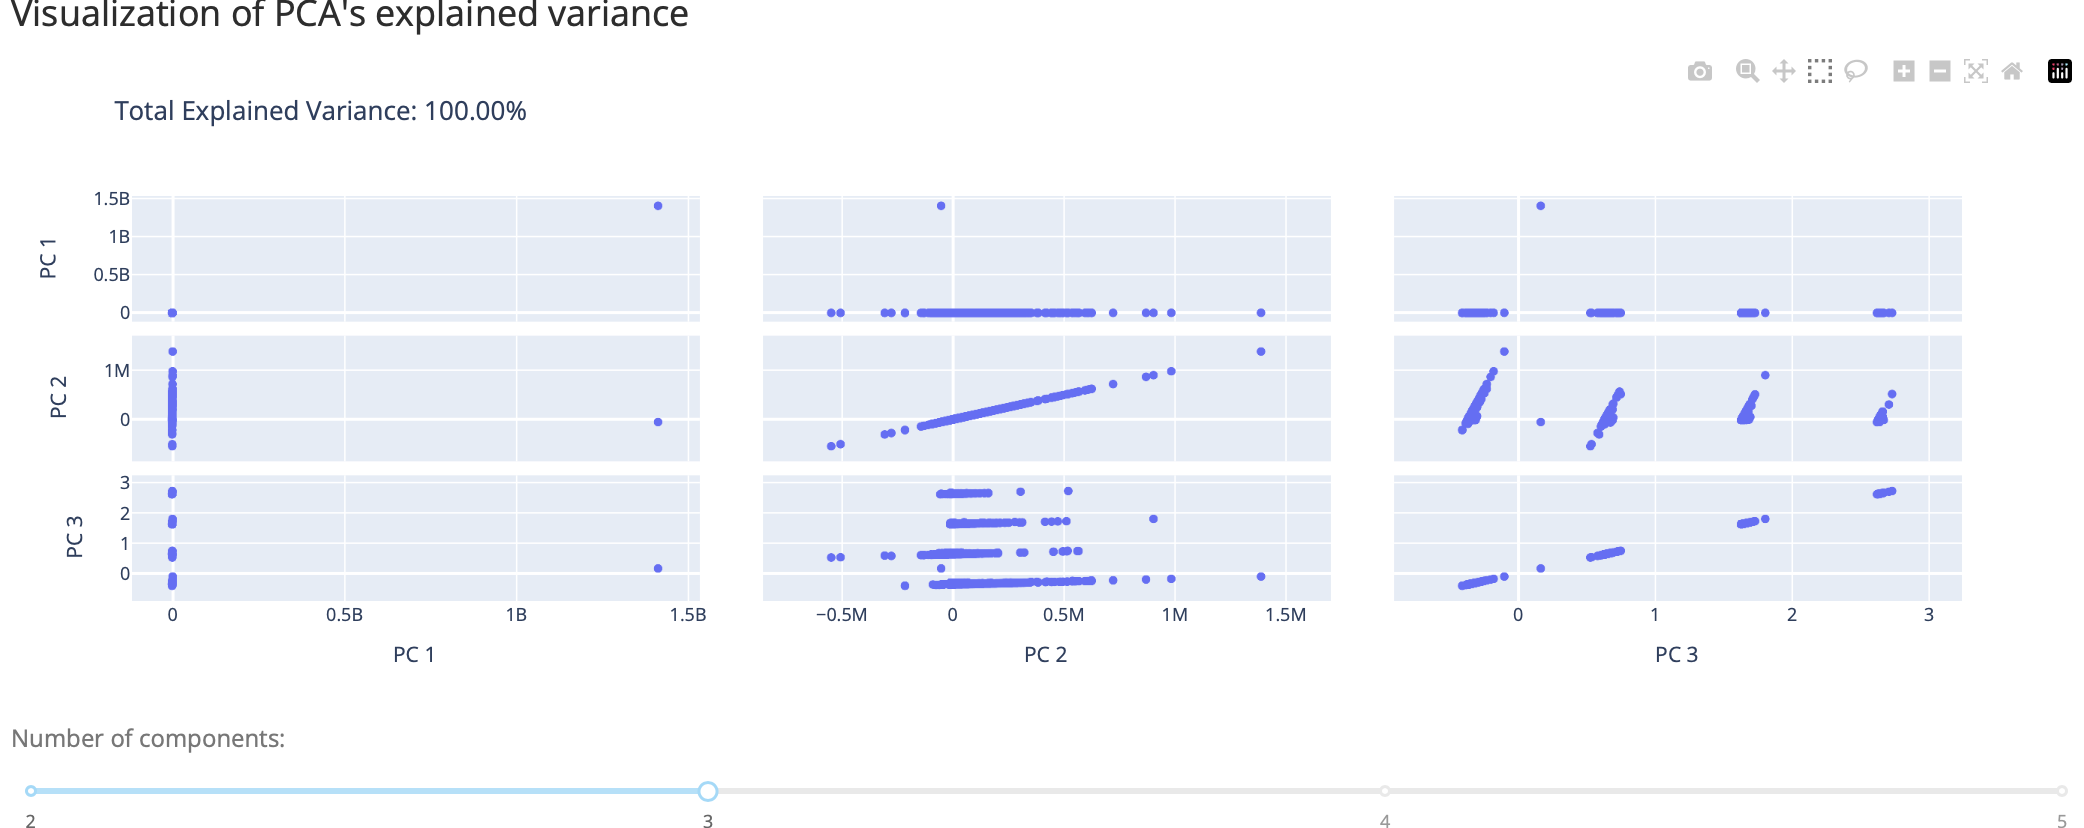 Visualization of PCA's explained variance
Total Explained Variance: 100.00%
PC 1
1.5B
1B
0.5B
0
PC 2
1M
0
PC 3
3
2
1
0
0 0.5B 1B 1.5B
−0.5M 0 0.5M 1M 1.5M
0 1 2 3
PC 1 PC 2 PC 3
Number of components:
2 3 4 5